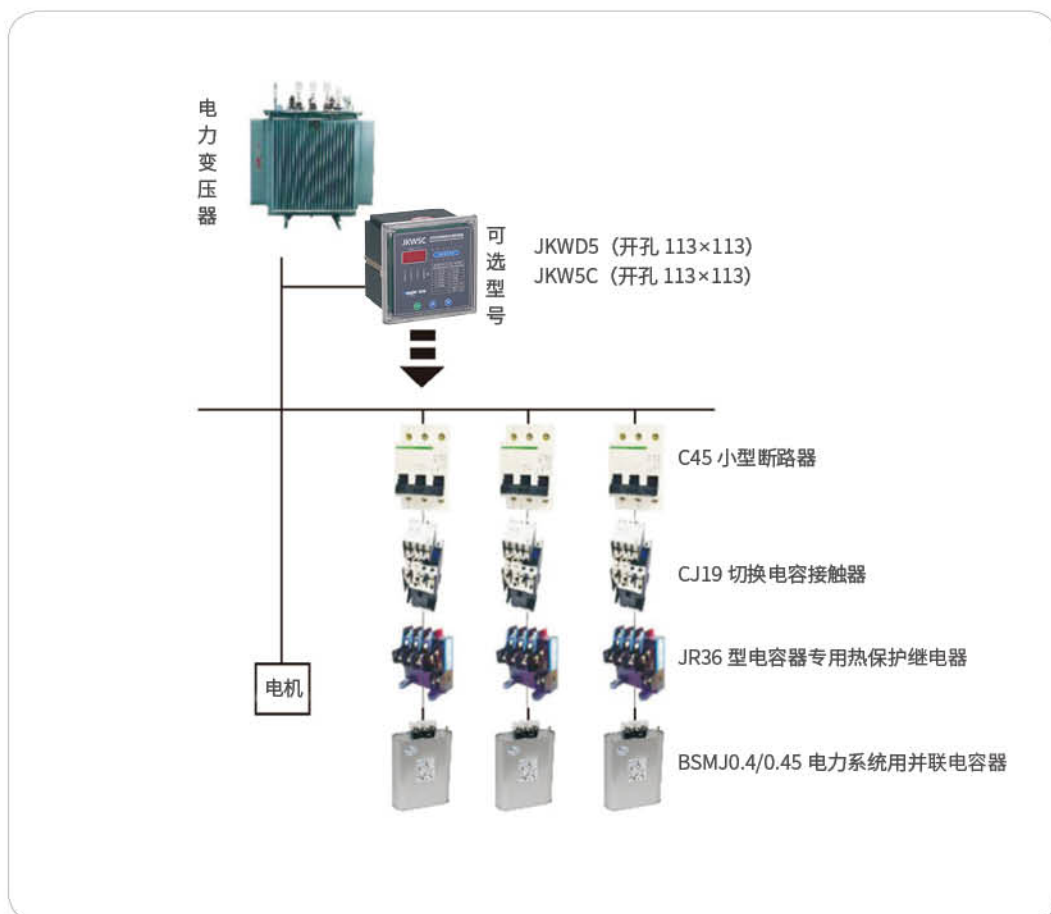 电力变压器
JKW5C
可选型号
JKWD5（开孔 113×113）
JKW5C（开孔 113×113）
C45 小型断路器
CJ19 切换电容接触器
JR36 型电容器专用热保护继电器
电机
BSMJ0.4/0.45 电力系统用并联电容器